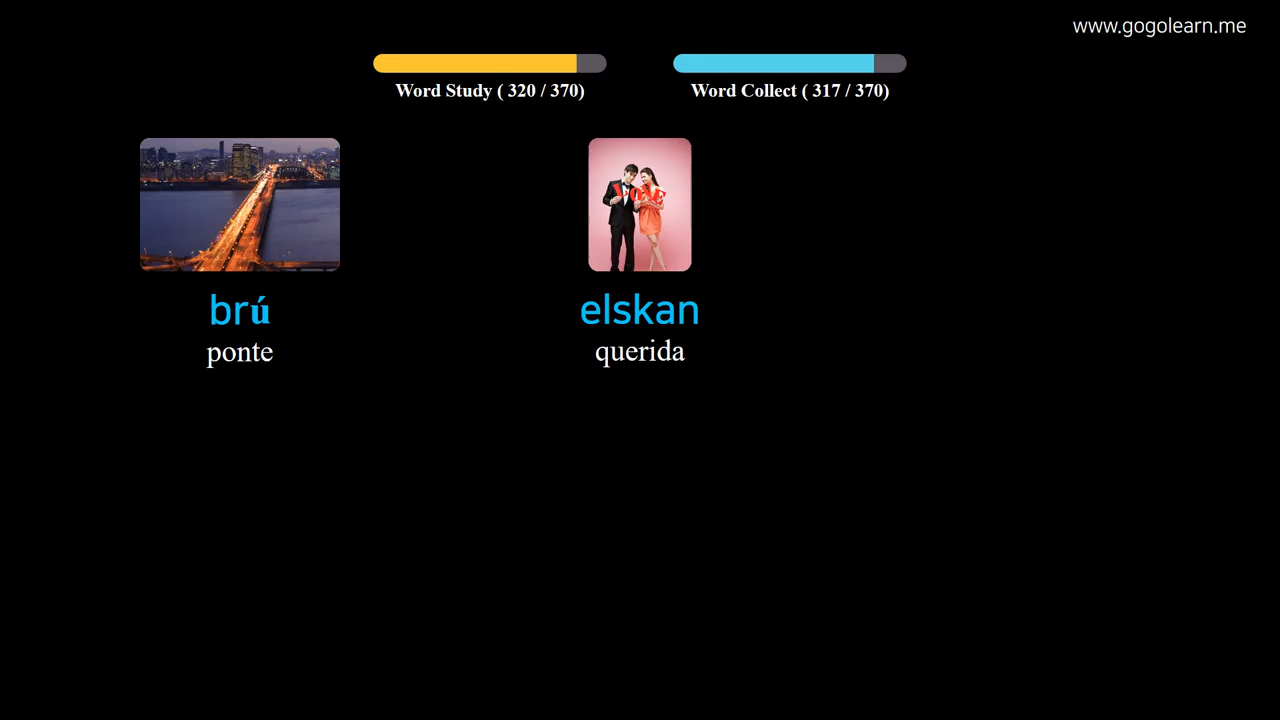 www.gogolearn.me
Word Study ( 320 / 370)
Word Collect ( 317 / 370)
brú
elskan
ponte
querida